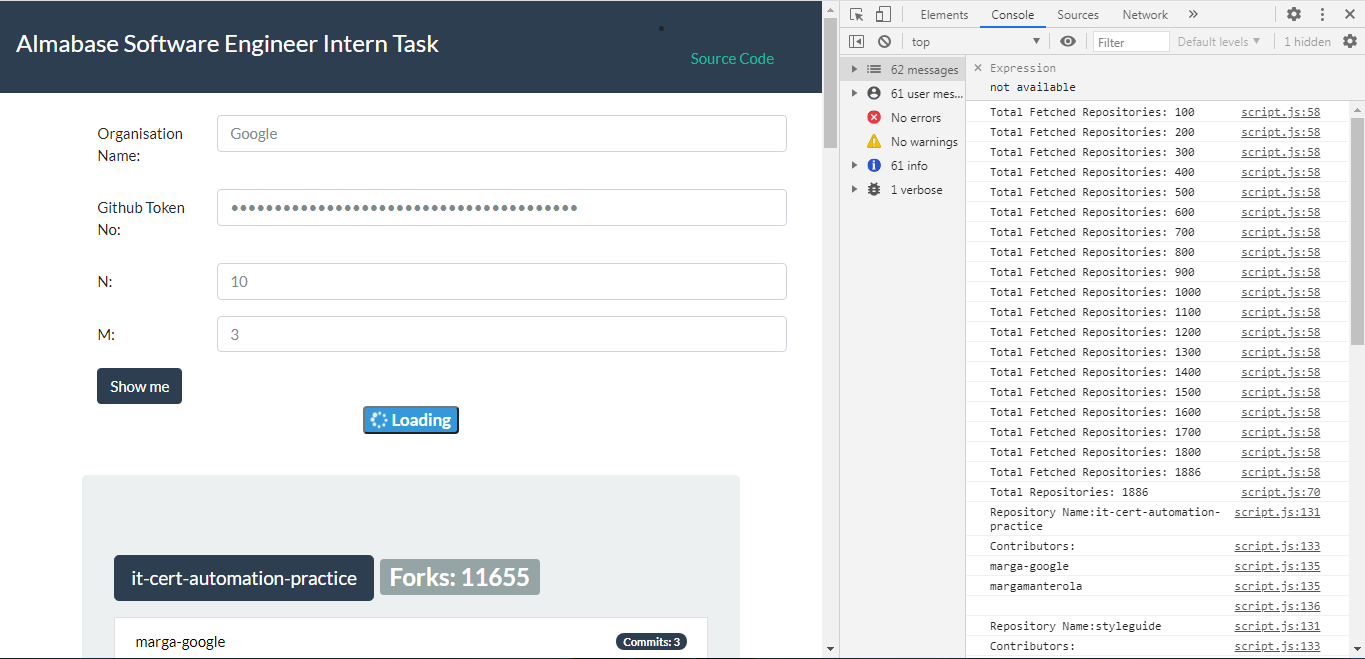 Almabase Software Engineer Intern Task
Source Code
Organisation
Name:
Google
Github Token
No:
N:
10
M:
3
Show me
Loading
it-cert-automation-practice
Forks: 11655
marga-google
Commits: 3
Elements Console Sources Network »
top
Filter
Default levels
1 hidden
62 messages
61 user mes...
No errors
No warnings
61 info
1 verbose
Expression
not available
Total Fetched Repositories: 100 script.js:58
Total Fetched Repositories: 200 script.js:58
Total Fetched Repositories: 300 script.js:58
Total Fetched Repositories: 400 script.js:58
Total Fetched Repositories: 500 script.js:58
Total Fetched Repositories: 600 script.js:58
Total Fetched Repositories: 700 script.js:58
Total Fetched Repositories: 800 script.js:58
Total Fetched Repositories: 900 script.js:58
Total Fetched Repositories: 1000 script.js:58
Total Fetched Repositories: 1100 script.js:58
Total Fetched Repositories: 1200 script.js:58
Total Fetched Repositories: 1300 script.js:58
Total Fetched Repositories: 1400 script.js:58
Total Fetched Repositories: 1500 script.js:58
Total Fetched Repositories: 1600 script.js:58
Total Fetched Repositories: 1700 script.js:58
Total Fetched Repositories: 1800 script.js:58
Total Fetched Repositories: 1886 script.js:58
Total Repositories: 1886 script.js:70
Repository Name:it-cert-automation- script.js:131
practice
Contributors: script.js:133
marga-google script.js:135
margamanterola script.js:135
script.js:136
Repository Name:styleguide script.js:131
Contributors: script.js:133